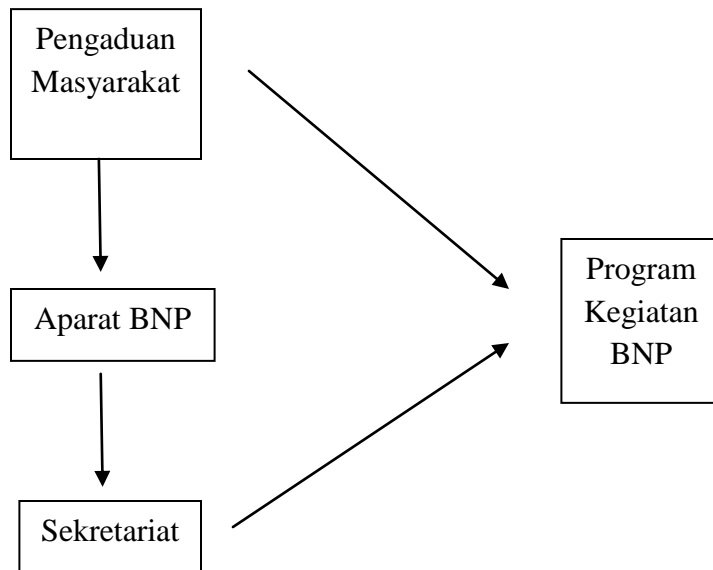 Pengaduan
Masyarakat
Aparat BNP
Sekretariat
Program
Kegiatan
BNP